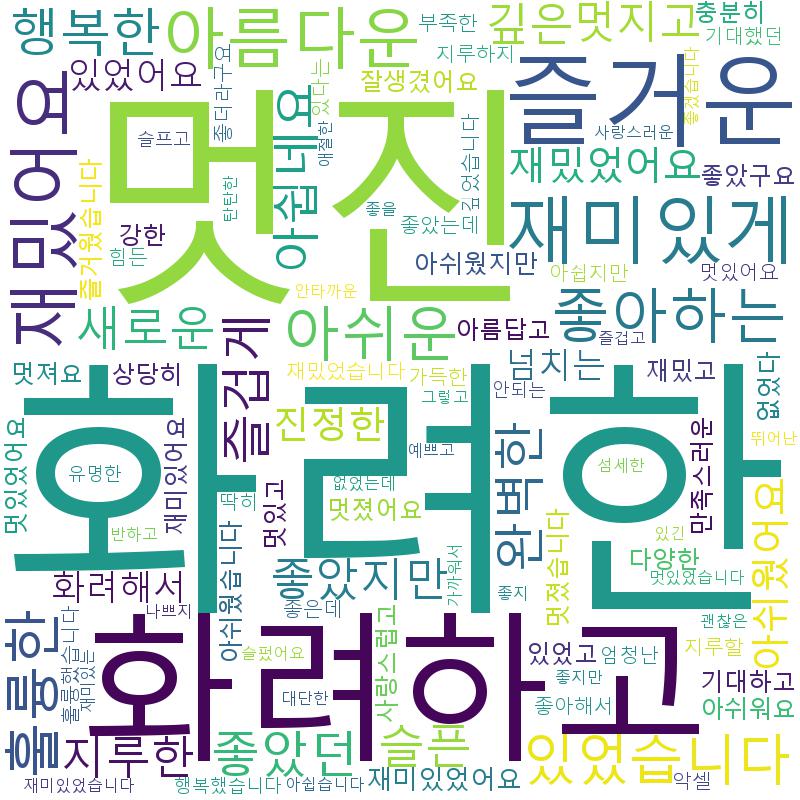 행복한
아름다운
부족한
깊은
멋지고
충분히
기대했던
있었어요
좋더라구요
지루하지
잘생겼어요
있다는
좋겠습니다
즐거운
슬프고
애절한
사랑스러운
재밌어요
멋진
아쉽네요
깊었습니다
재밌었어요
좋았구요
즐거웠습니다
탄탄한
좋을
좋았는데
재미있게
강한
힘든
아쉬웠지만
아쉽지만
멋있어요
안타까운
새로운
즐겁게
아쉬운
아름답고
좋아하는
즐겁고
멋져요
상당히
재밌었습니다
가득한
그렇고
넘치는
안되는
재밌고
없었다
화려한
진정한
예쁘고
완벽한
만족스러운
뛰어난
멋있었어요
유명한
재미있어요
딱히
멋있고
없었는데
멋졌어요
섬세한
반하고
있긴
아쉬웠어요
화려해서
아쉬웠습니다
좋았지만
가까워서
좋지
멋졌습니다
다양한
멋있었습니다
나쁘지
좋은데
괜찮은
훌륭한
훌륭했습니다
재미있는
화려하고
슬펐어요
사랑스럽고
있었고
엄청난
지루할
대단한
좋지만
기대하고
좋아해서
아쉬워요
지루한
좋았던
슬픈
있었습니다
재미있었습니다
행복했습니다
아쉽습니다
재미있었어요
악셀